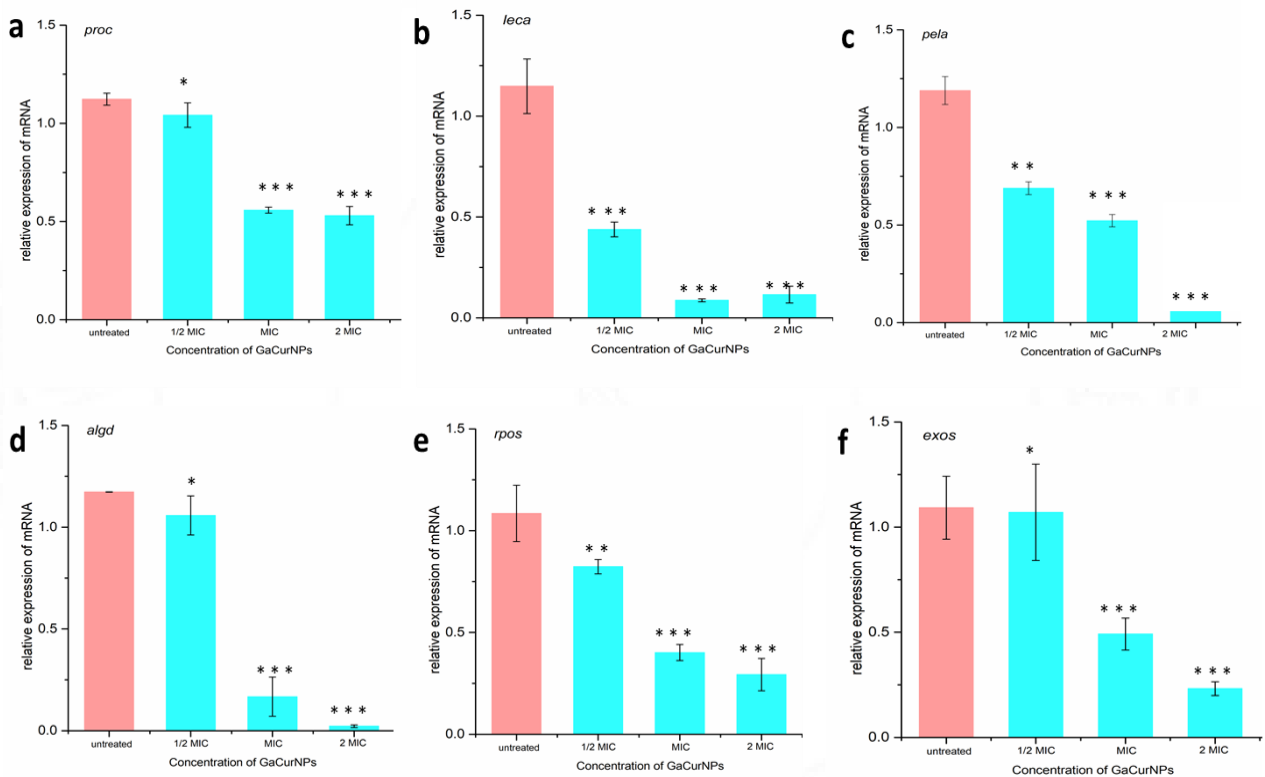 a
proc
relative expression of mRNA
1.5
1.0
0.5
0.0
*
* * *
* * *
untreated
1/2 MIC
MIC
2 MIC
Concentration of GaCurNPs
b
leca
relative expression of mRNA
1.5
1.0
0.5
0.0
* * *
* * *
* * *
untreated
1/2 MIC
MIC
2 MIC
Concentration of GaCurNPs
c
pela
relative expression of mRNA
1.5
1.0
0.5
0.0
* *
* * *
* * *
untreated
1/2 MIC
MIC
2 MIC
Concentration of GaCurNPs
d
algd
relative expression of mRNA
1.5
1.0
0.5
0.0
*
* * *
* * *
untreated
1/2 MIC
MIC
2 MIC
Concentration of GaCurNPs
e
rpos
relative expression of mRNA
1.5
1.0
0.5
0.0
* *
* * *
* * *
untreated
1/2 MIC
MIC
2 MIC
Concentration of GaCurNPs
f
exos
relative expression of mRNA
1.5
1.0
0.5
0.0
*
* * *
* * *
untreated
1/2 MIC
MIC
2 MIC
Concentration of GaCurNPs